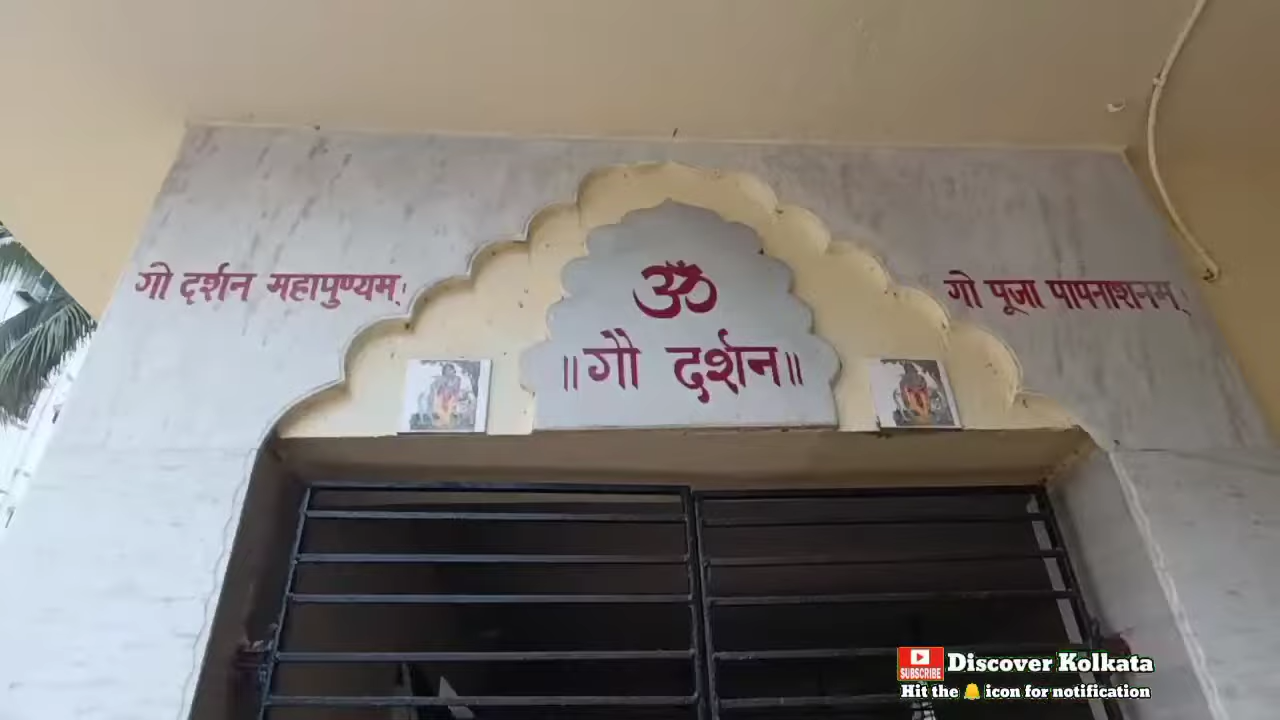 ॐ
गो दर्शन महापुण्यम्।
गो पूजा पापनाशनम्।
॥गौ दर्शन॥
SUBSCRIBE
Discover Kolkata
Hit the 🔔 icon for notification